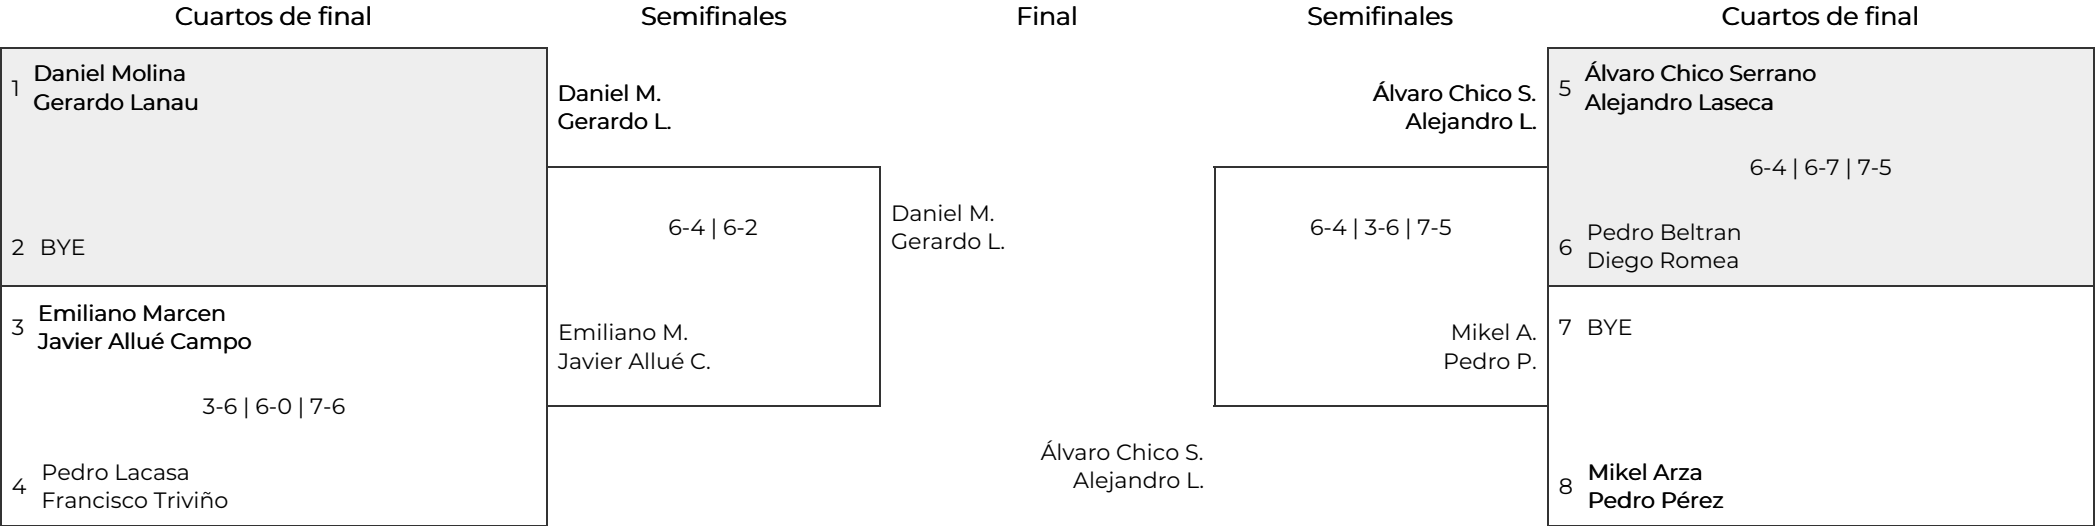 Cuartos de final
Semifinales
Final
Semifinales
Cuartos de final
1
Daniel Molina
Gerardo Lanau
2 BYE
3
Emiliano Marcen
Javier Allué Campo
3-6 | 6-0 | 7-6
4
Pedro Lacasa
Francisco Triviño
Daniel M.
Gerardo L.
6-4 | 6-2
Emiliano M.
Javier Allué C.
Daniel M.
Gerardo L.
Álvaro Chico S.
Alejandro L.
Álvaro Chico S.
Alejandro L.
6-4 | 3-6 | 7-5
Mikel A.
Pedro P.
5
Álvaro Chico Serrano
Alejandro Laseca
6-4 | 6-7 | 7-5
6
Pedro Beltran
Diego Romea
7 BYE
8
Mikel Arza
Pedro Pérez